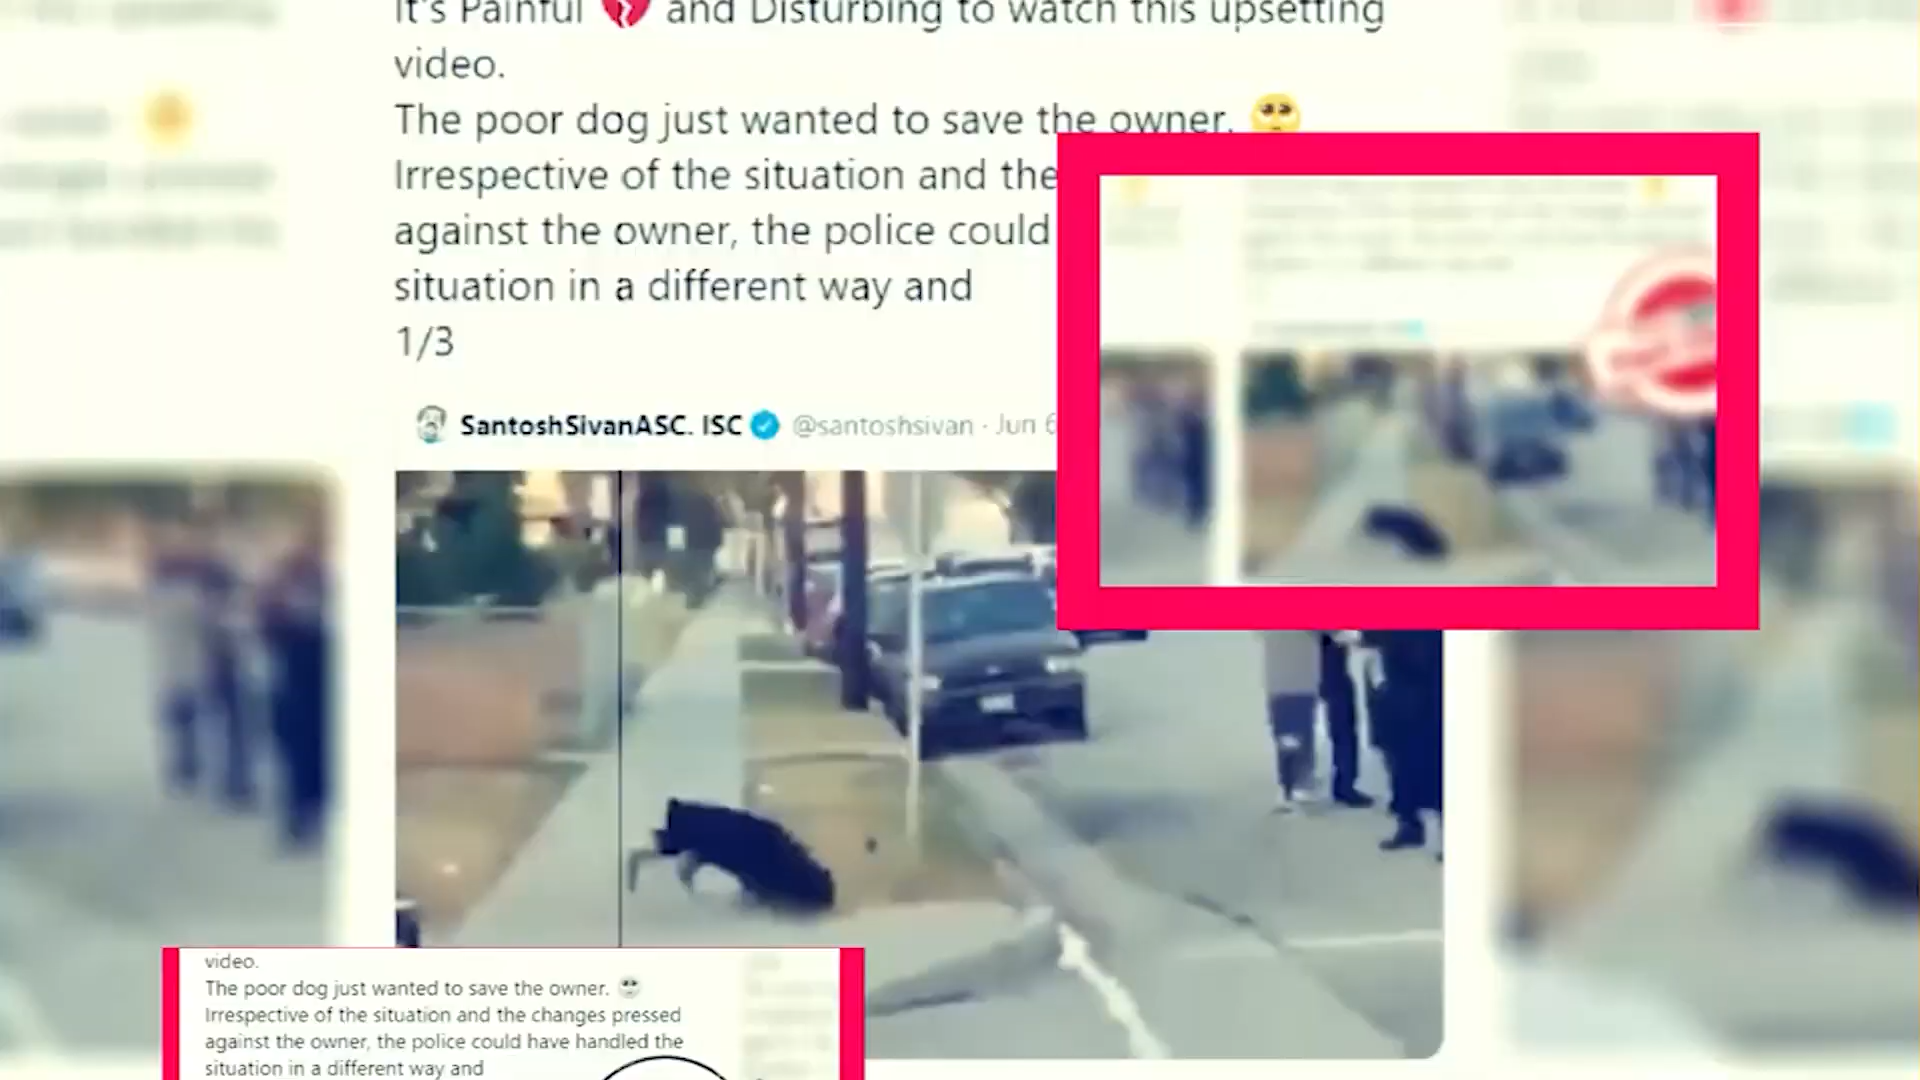 It's Painful 💔 and Disturbing to watch this upsetting
video.
The poor dog just wanted to save the owner. 🥺
Irrespective of the situation and the
against the owner, the police could
situation in a different way and
1/3
SantoshSivanASC. ISC @santoshsivan · Jun 6
video.
The poor dog just wanted to save the owner. 🥺
Irrespective of the situation and the changes pressed
against the owner, the police could have handled the
situation in a different way and